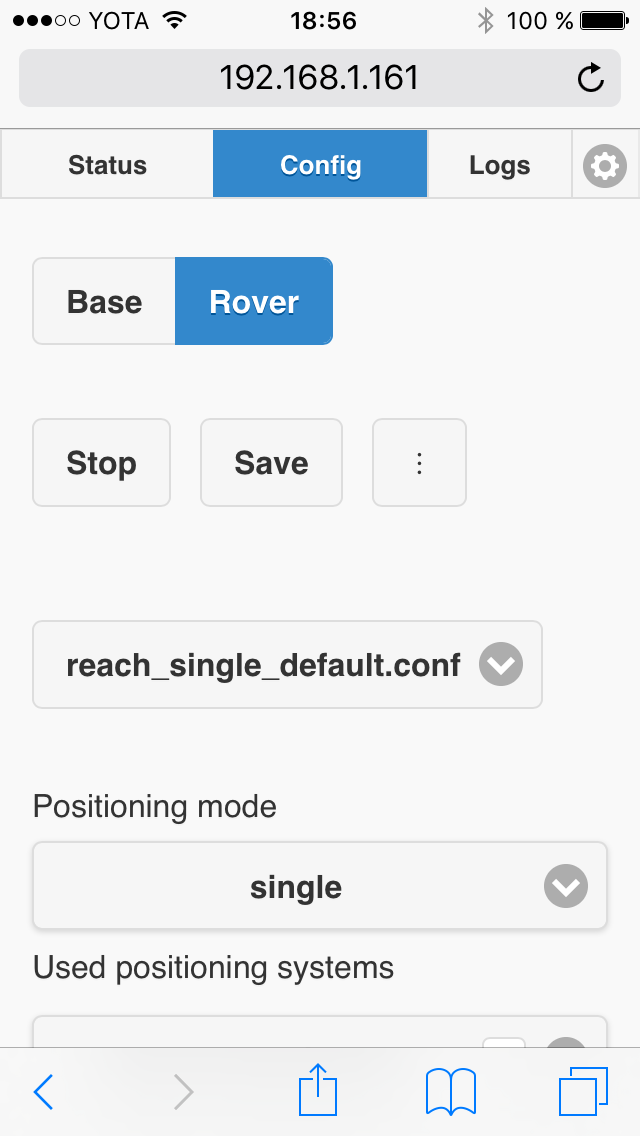 YOTA 18:56 100 %
192.168.1.161
Status Config Logs
Base Rover
Stop Save
reach_single_default.conf
Positioning mode
single
Used positioning systems